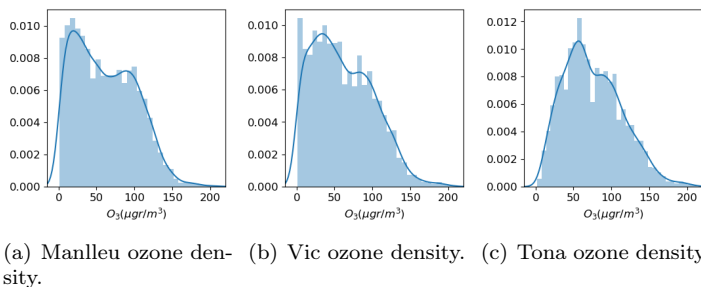 0.010
0.008
0.006
0.004
0.002
0.000
0 50 100 150 200
O₃(μgr/m³)
0.010
0.008
0.006
0.004
0.002
0.000
0 50 100 150 200
O₃(μgr/m³)
0.012
0.010
0.008
0.006
0.004
0.002
0.000
0 50 100 150 200
O₃(μgr/m³)
(a) Manlleu ozone den-
sity.
(b) Vic ozone density.
(c) Tona ozone density